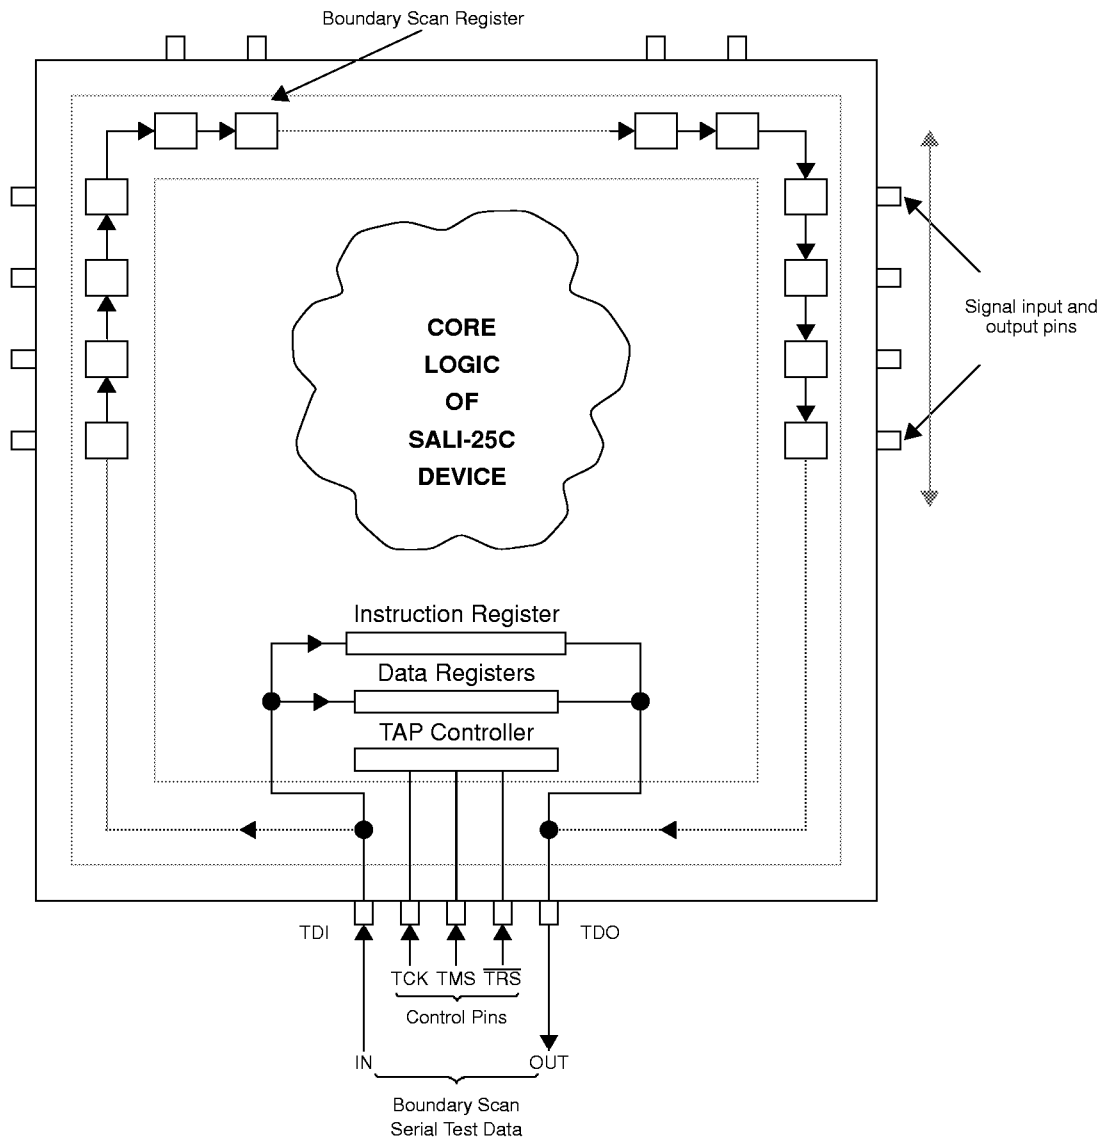 Boundary Scan Register
Signal input and
output pins
CORE
LOGIC
OF
SALI-25C
DEVICE
Instruction Register
Data Registers
TAP Controller
TDI
TDO
TCK TMS TRS
Control Pins
IN
OUT
Boundary Scan
Serial Test Data